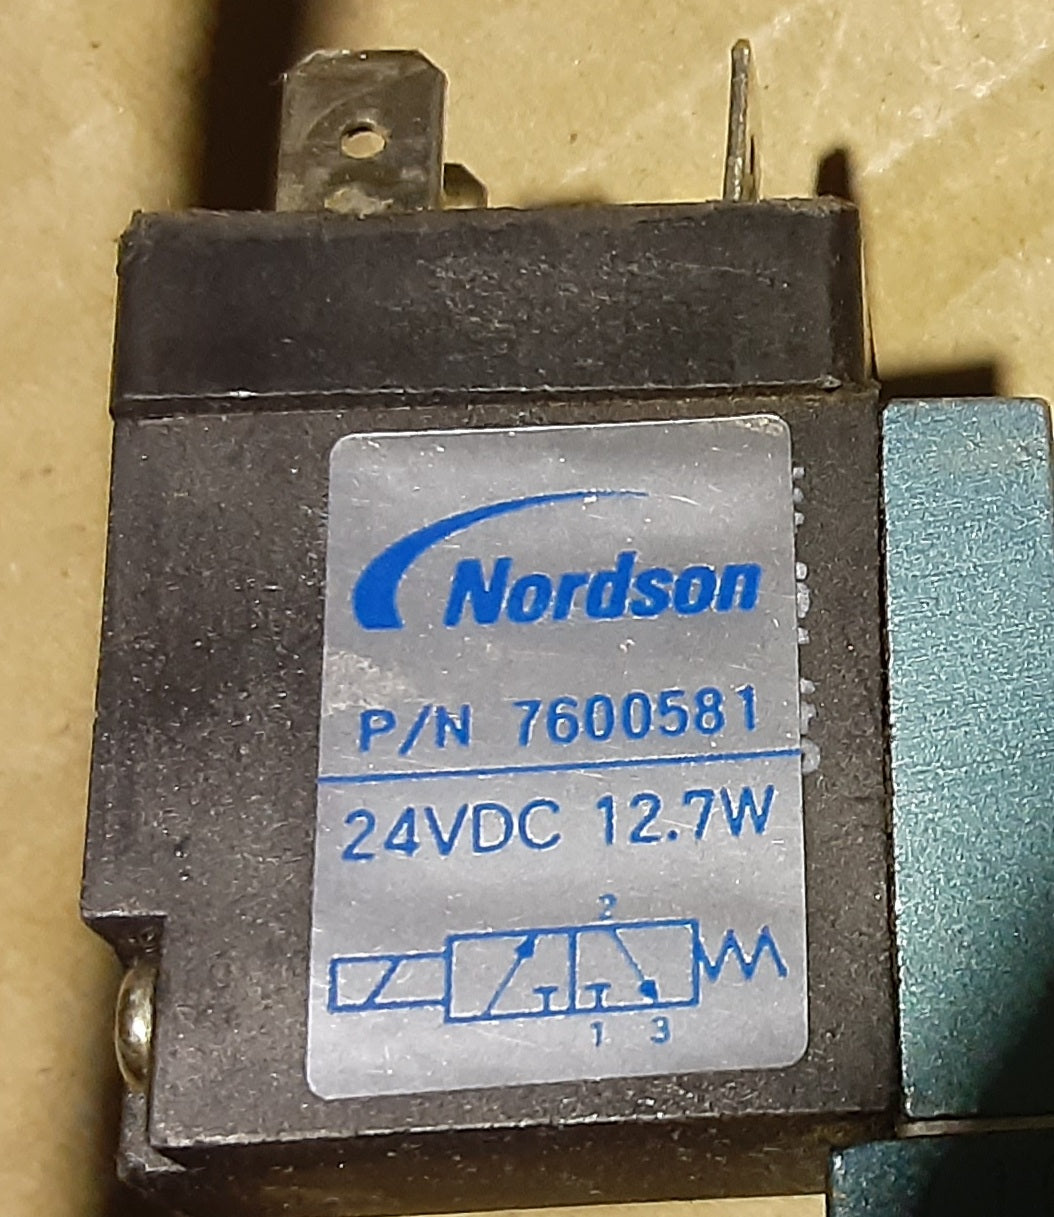 Nordson
P/N 7600581
24VDC 12.7W
2
1 3